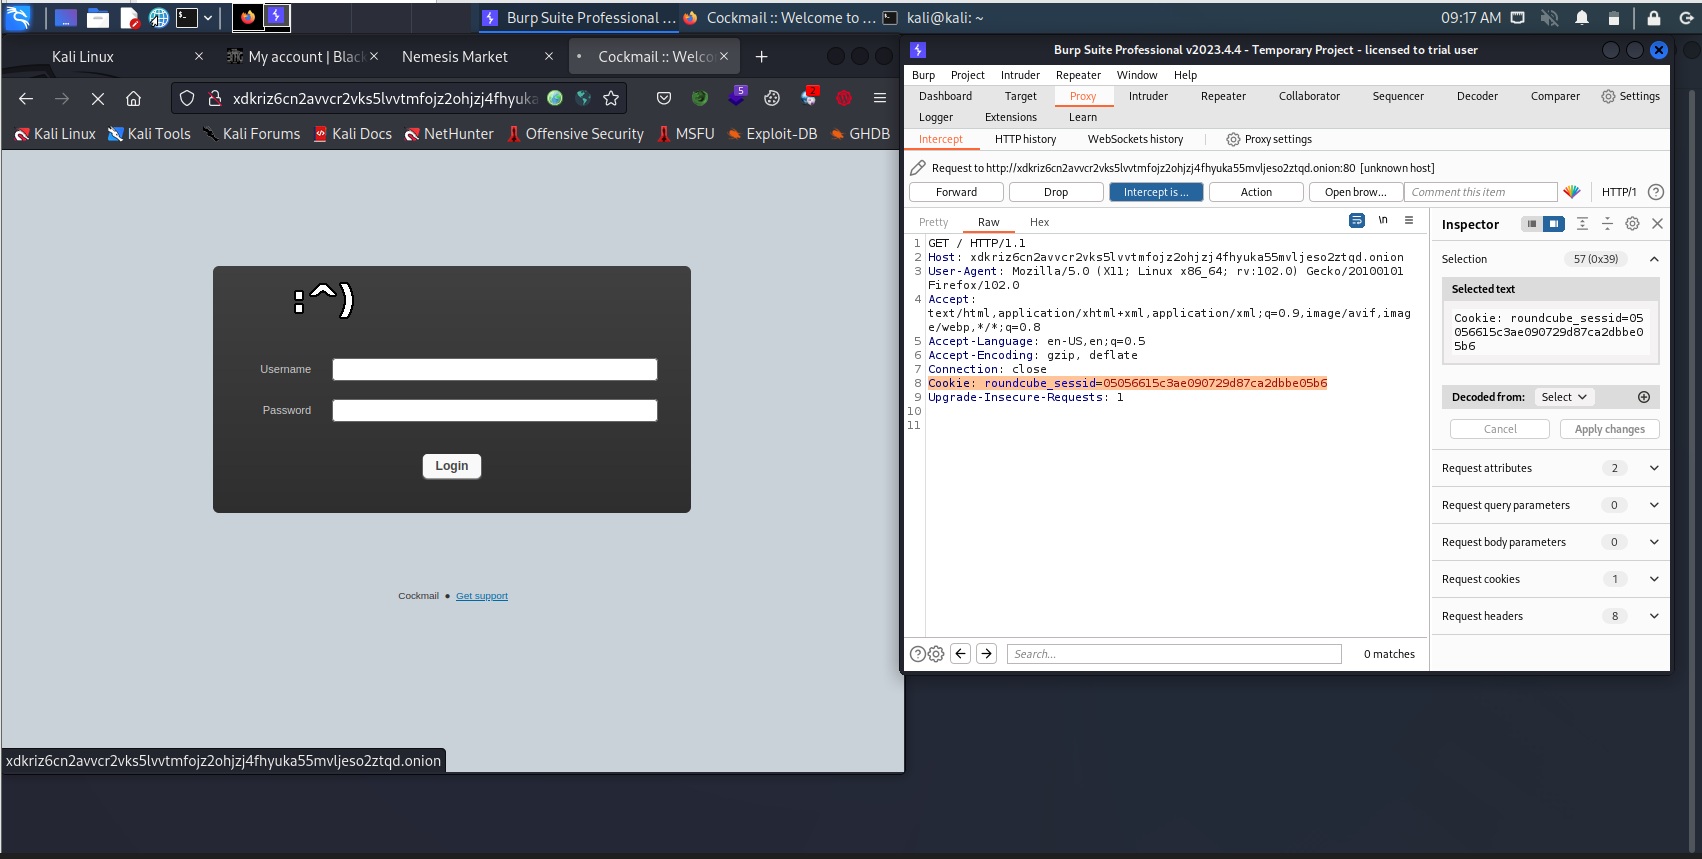 Burp Suite Professional ...
Cockmail :: Welcome to ...
kali@kali: ~
09:17 AM
Kali Linux
My account | Black
Nemesis Market
Cockmail :: Welco
xdkriz6cn2avvcr2vks5lvvtmfojz2ohjzj4fhyuka
5
2
Kali Linux
Kali Tools
Kali Forums
Kali Docs
NetHunter
Offensive Security
MSFU
Exploit-DB
GHDB
:^)
Username
Password
Login
Cockmail ● Get support
xdkriz6cn2avvcr2vks5lvvtmfojz2ohjzj4fhyuka55mvljeso2ztqd.onion
Burp Suite Professional v2023.4.4 - Temporary Project - licensed to trial user
Burp Project Intruder Repeater Window Help
Dashboard Target Proxy Intruder Repeater Collaborator Sequencer Decoder Comparer Settings
Logger Extensions Learn
Intercept HTTP history WebSockets history Proxy settings
Request to http://xdkriz6cn2avvcr2vks5lvvtmfojz2ohjzj4fhyuka55mvljeso2ztqd.onion:80 [unknown host]
Forward Drop Intercept is ... Action Open brow... Comment this item HTTP/1 ?
Pretty Raw Hex \n
1 GET / HTTP/1.1
2 Host: xdkriz6cn2avvcr2vks5lvvtmfojz2ohjzj4fhyuka55mvljeso2ztqd.onion
3 User-Agent: Mozilla/5.0 (X11; Linux x86_64; rv:102.0) Gecko/20100101
Firefox/102.0
4 Accept:
text/html,application/xhtml+xml,application/xml;q=0.9,image/avif,imag
e/webp,*/*;q=0.8
5 Accept-Language: en-US,en;q=0.5
6 Accept-Encoding: gzip, deflate
7 Connection: close
8 Cookie: roundcube_sessid=05056615c3ae090729d87ca2dbbe05b6
9 Upgrade-Insecure-Requests: 1
10
11
Search...
0 matches
Inspector
Selection 57 (0x39)
Selected text
Cookie: roundcube_sessid=05
056615c3ae090729d87ca2dbbe0
5b6
Decoded from: Select
Cancel Apply changes
Request attributes 2
Request query parameters 0
Request body parameters 0
Request cookies 1
Request headers 8